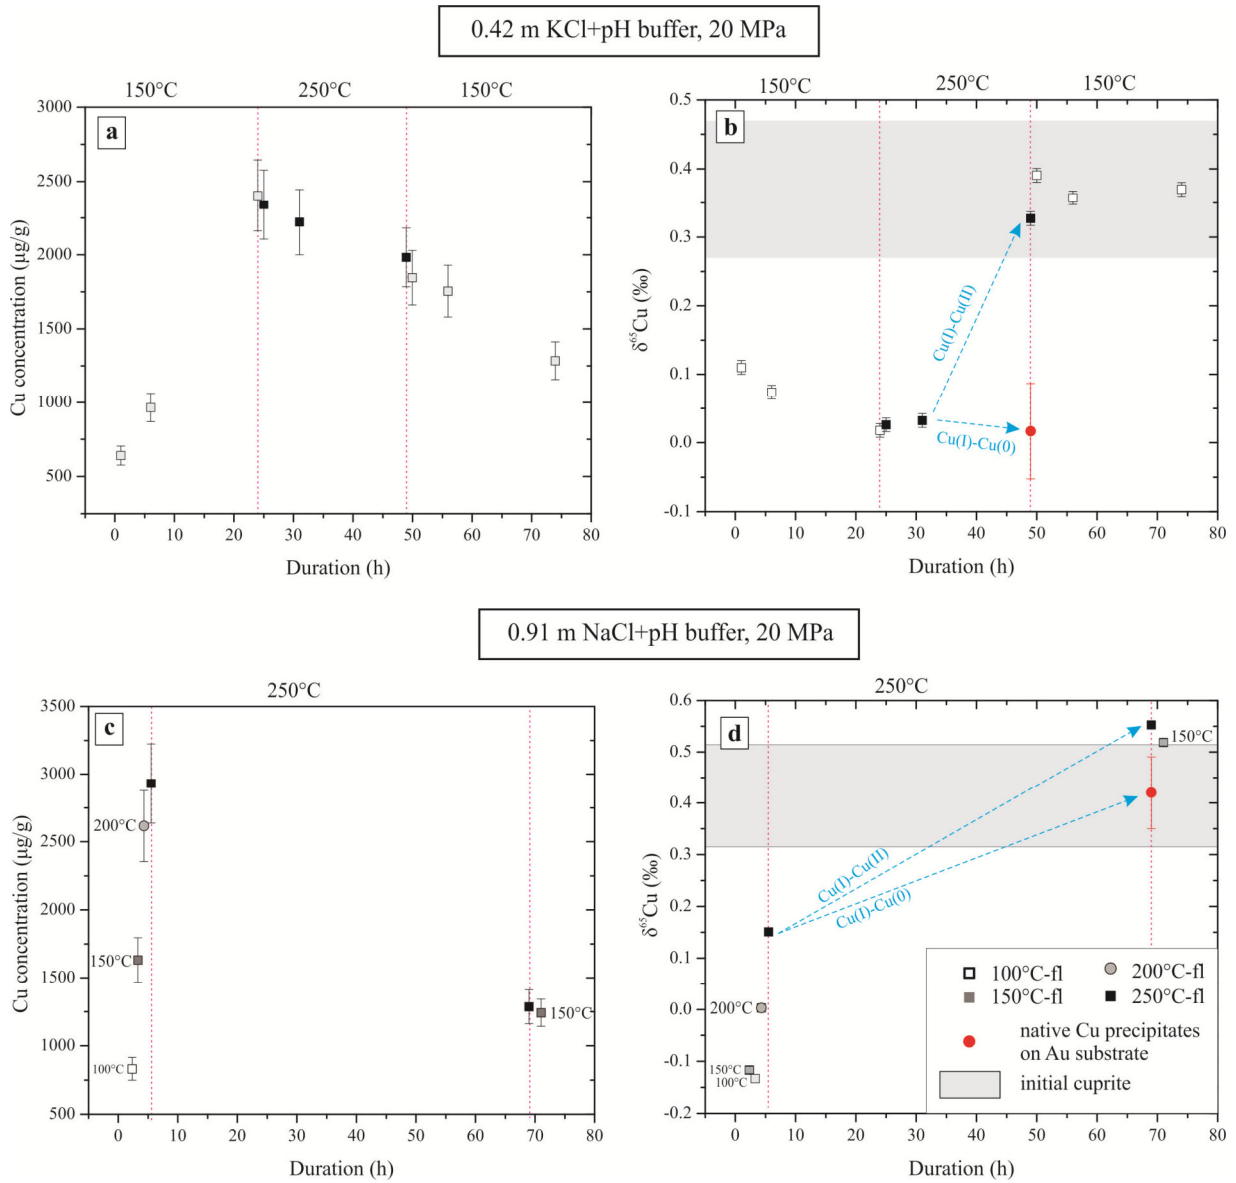 0.42 m KCl+pH buffer, 20 MPa
150°C 250°C 150°C
3000
2500
2000
1500
1000
500
a
0 10 20 30 40 50 60 70 80
Cu concentration (µg/g)
Duration (h)
150°C 250°C 150°C
0.5
0.4
0.3
0.2
0.1
0.0
-0.1
b
Cu(I)-Cu(II)
Cu(I)-Cu(0)
0 10 20 30 40 50 60 70 80
δ⁶⁵Cu (‰)
Duration (h)
0.91 m NaCl+pH buffer, 20 MPa
250°C
3500
3000
2500
2000
1500
1000
500
c
200°C
150°C
100°C
150°C
0 10 20 30 40 50 60 70 80
Cu concentration (µg/g)
Duration (h)
250°C
0.6
0.5
0.4
0.3
0.2
0.1
0.0
-0.1
-0.2
d
150°C
Cu(I)-Cu(II)
Cu(I)-Cu(0)
200°C
150°C
100°C
100°C-fl 200°C-fl
150°C-fl 250°C-fl
native Cu precipitates
on Au substrate
initial cuprite
0 10 20 30 40 50 60 70 80
δ⁶⁵Cu (‰)
Duration (h)